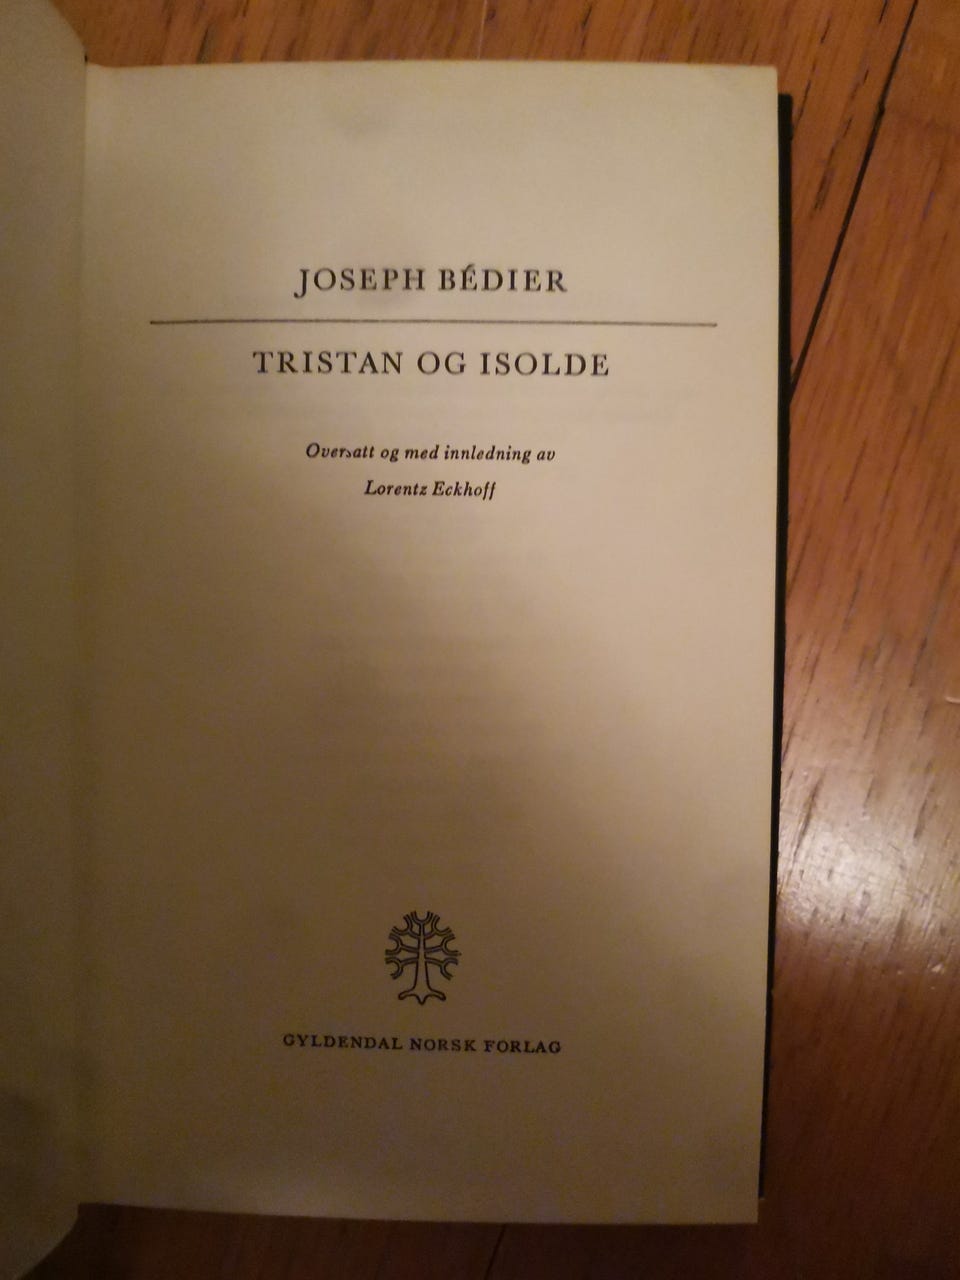 JOSEPH BÉDIER
TRISTAN OG ISOLDE
Oversatt og med innledning av
Lorentz Eckhoff
GYLDENDAL NORSK FORLAG